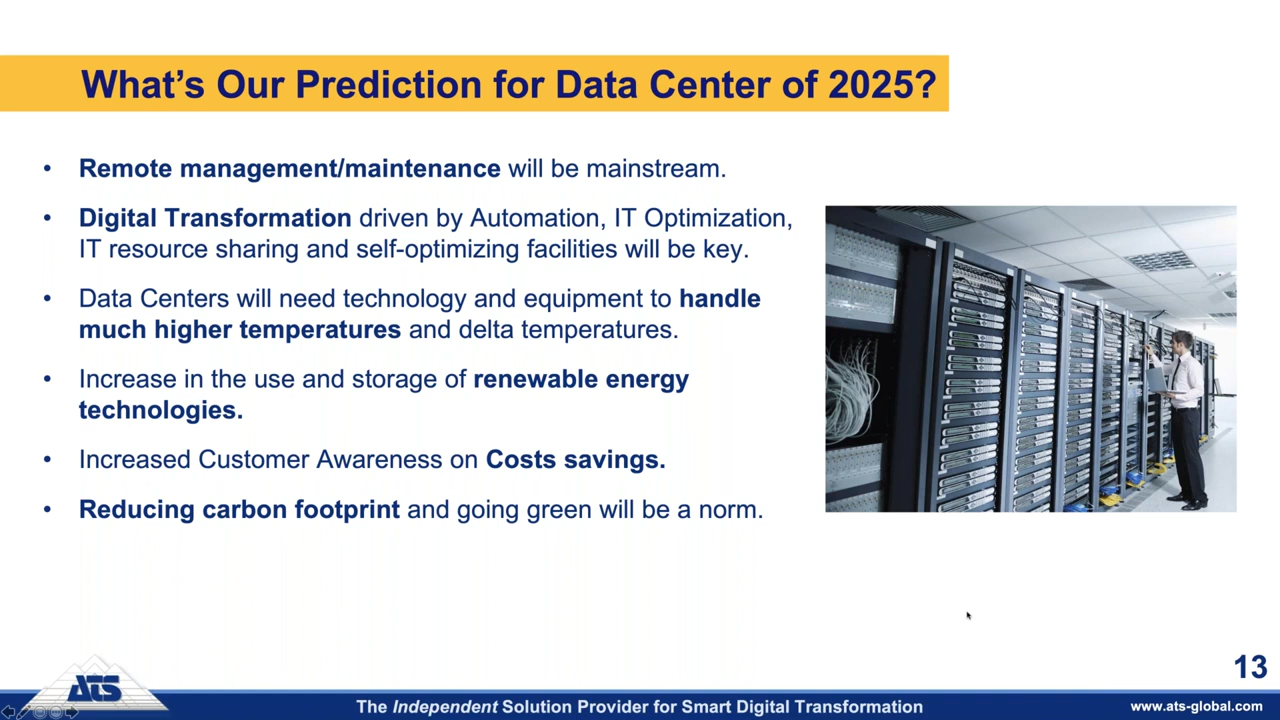 What's Our Prediction for Data Center of 2025?
• Remote management/maintenance will be mainstream.
• Digital Transformation driven by Automation, IT Optimization,
IT resource sharing and self-optimizing facilities will be key.
• Data Centers will need technology and equipment to handle
much higher temperatures and delta temperatures.
• Increase in the use and storage of renewable energy
technologies.
• Increased Customer Awareness on Costs savings.
• Reducing carbon footprint and going green will be a norm.
13
ATS
The Independent Solution Provider for Smart Digital Transformation
www.ats-global.com